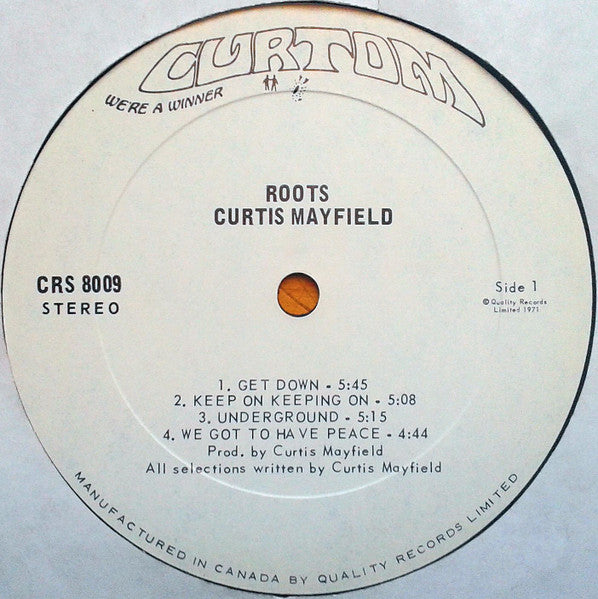 CURTOM
WE'RE A WINNER
ROOTS
CURTIS MAYFIELD
CRS 8009
STEREO
Side 1
© Quality Records
Limited 1971
1. GET DOWN - 5:45
2. KEEP ON KEEPING ON - 5:08
3. UNDERGROUND - 5:15
4. WE GOT TO HAVE PEACE - 4:44
Prod. by Curtis Mayfield
All selections written by Curtis Mayfield
MANUFACTURED IN CANADA BY QUALITY RECORDS LIMITED